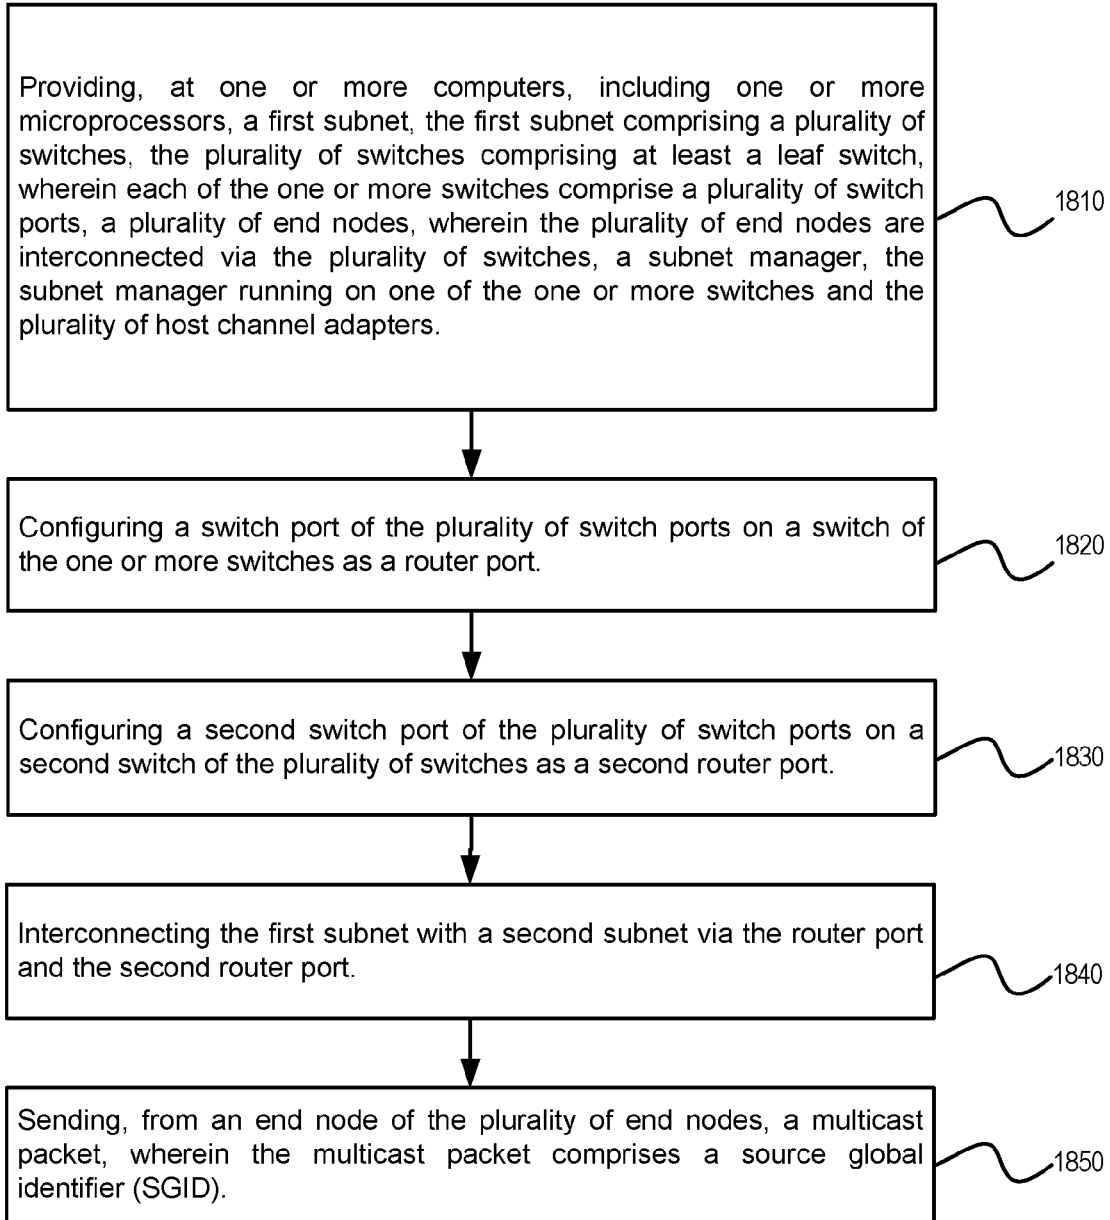 Providing, at one or more computers, including one or more
microprocessors, a first subnet, the first subnet comprising a plurality of
switches, the plurality of switches comprising at least a leaf switch,
wherein each of the one or more switches comprise a plurality of switch
ports, a plurality of end nodes, wherein the plurality of end nodes are
interconnected via the plurality of switches, a subnet manager, the
subnet manager running on one of the one or more switches and the
plurality of host channel adapters.
1810
Configuring a switch port of the plurality of switch ports on a switch of
the one or more switches as a router port.
1820
Configuring a second switch port of the plurality of switch ports on a
second switch of the plurality of switches as a second router port.
1830
Interconnecting the first subnet with a second subnet via the router port
and the second router port.
1840
Sending, from an end node of the plurality of end nodes, a multicast
packet, wherein the multicast packet comprises a source global
identifier (SGID).
1850